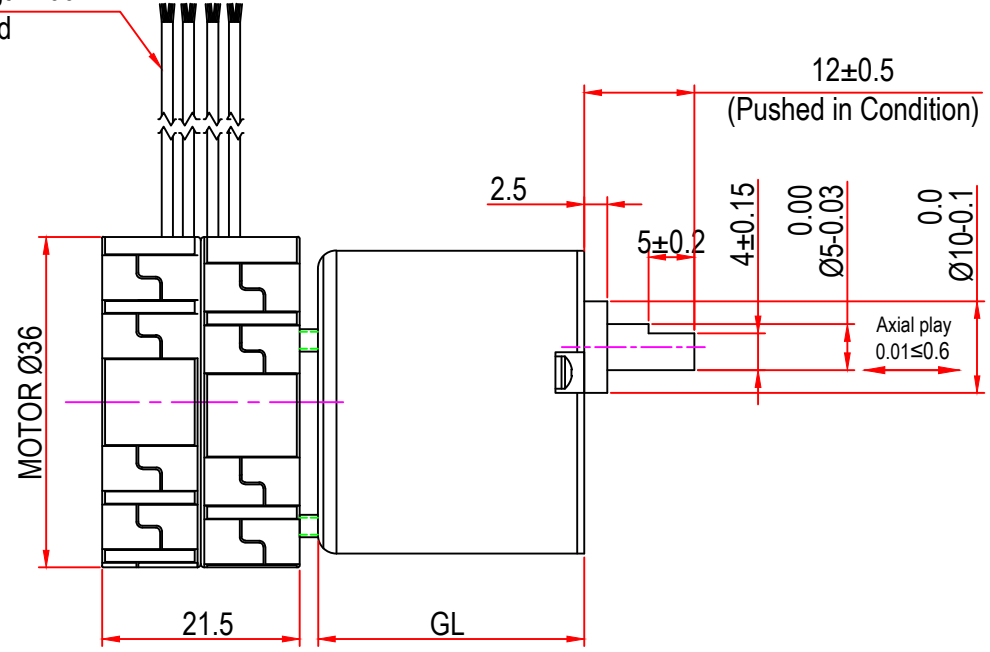 d
12±0.5
(Pushed in Condition)
2.5
5±0.2
4±0.15
0.00
Ø5-0.03
0.0
Ø10-0.1
Axial play
0.01≤0.6
MOTOR Ø36
21.5
GL